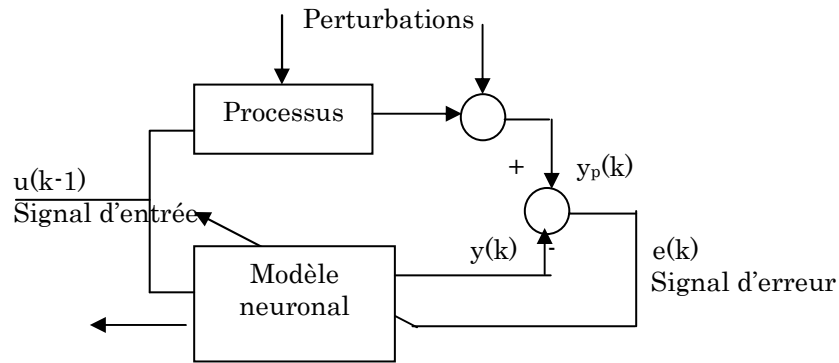 Perturbations
Processus
+
yp(k)
u(k-1)
Signal d'entrée
y(k)
-
e(k)
Signal d'erreur
Modèle
neuronal